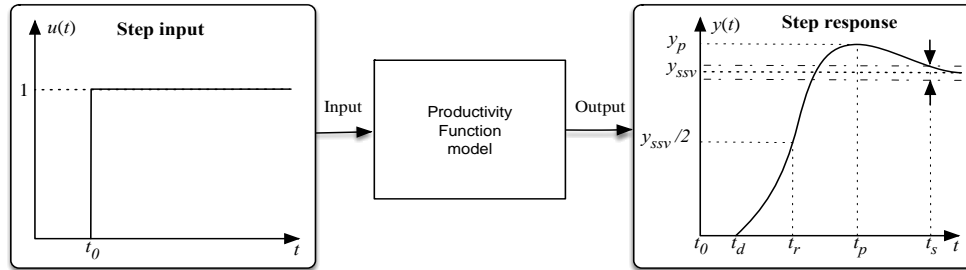 u(t)
Step input
1
t0
t
Input
Productivity
Function
model
Output
Step response
y(t)
yp
yssv
yssv/2
t0
td
tr
tp
ts
t